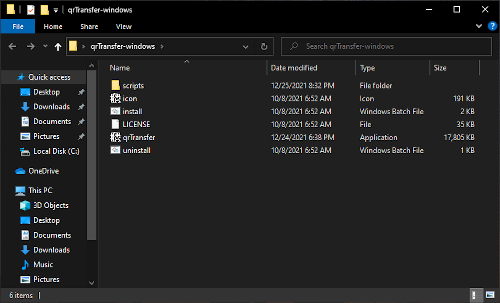 qrTransfer-windows
File Home Share View
qrTransfer-windows
Search qrTransfer-windows
Name Date modified Type Size
scripts 12/25/2021 8:32 PM File folder
icon 10/8/2021 6:52 AM Icon 191 KB
install 10/8/2021 6:52 AM Windows Batch File 2 KB
LICENSE 10/8/2021 6:52 AM File 35 KB
qrTransfer 12/24/2021 6:38 PM Application 17,805 KB
uninstall 10/8/2021 6:52 AM Windows Batch File 1 KB
Quick access
Desktop
Downloads
Documents
Pictures
Local Disk (C:)
OneDrive
This PC
3D Objects
Desktop
Documents
Downloads
Music
Pictures
6 items